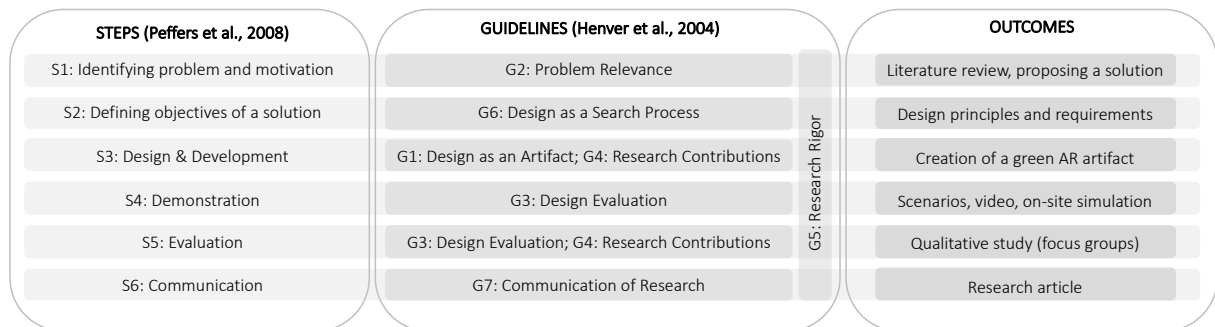 STEPS (Peffers et al., 2008)
S1: Identifying problem and motivation
S2: Defining objectives of a solution
S3: Design & Development
S4: Demonstration
S5: Evaluation
S6: Communication
GUIDELINES (Henver et al., 2004)
G2: Problem Relevance
G6: Design as a Search Process
G1: Design as an Artifact; G4: Research Contributions
G3: Design Evaluation
G3: Design Evaluation; G4: Research Contributions
G7: Communication of Research
G5: Research Rigor
OUTCOMES
Literature review, proposing a solution
Design principles and requirements
Creation of a green AR artifact
Scenarios, video, on-site simulation
Qualitative study (focus groups)
Research article